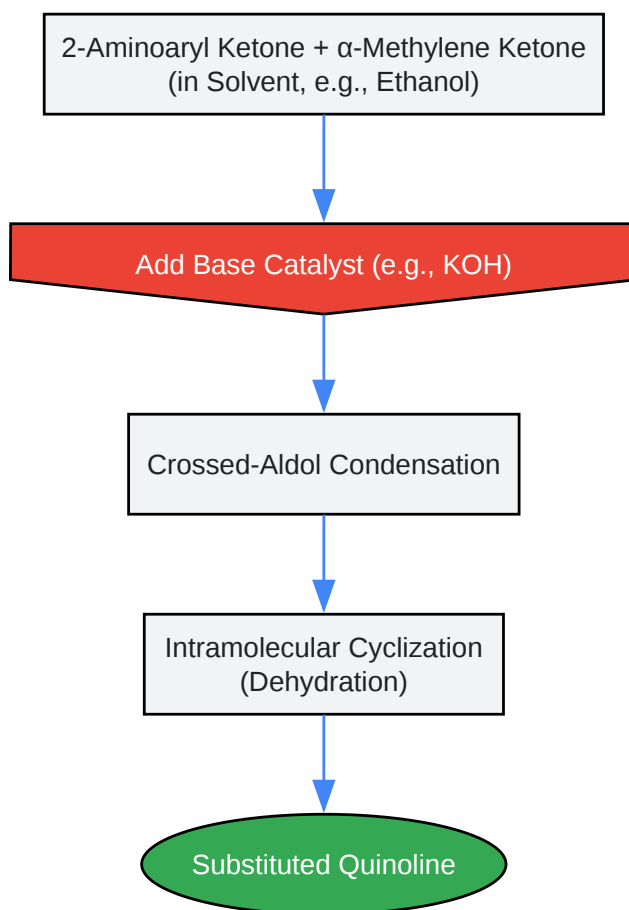 2-Aminoaryl Ketone + α-Methylene Ketone
(in Solvent, e.g., Ethanol)
Add Base Catalyst (e.g., KOH)
Crossed-Aldol Condensation
Intramolecular Cyclization
(Dehydration)
Substituted Quinoline